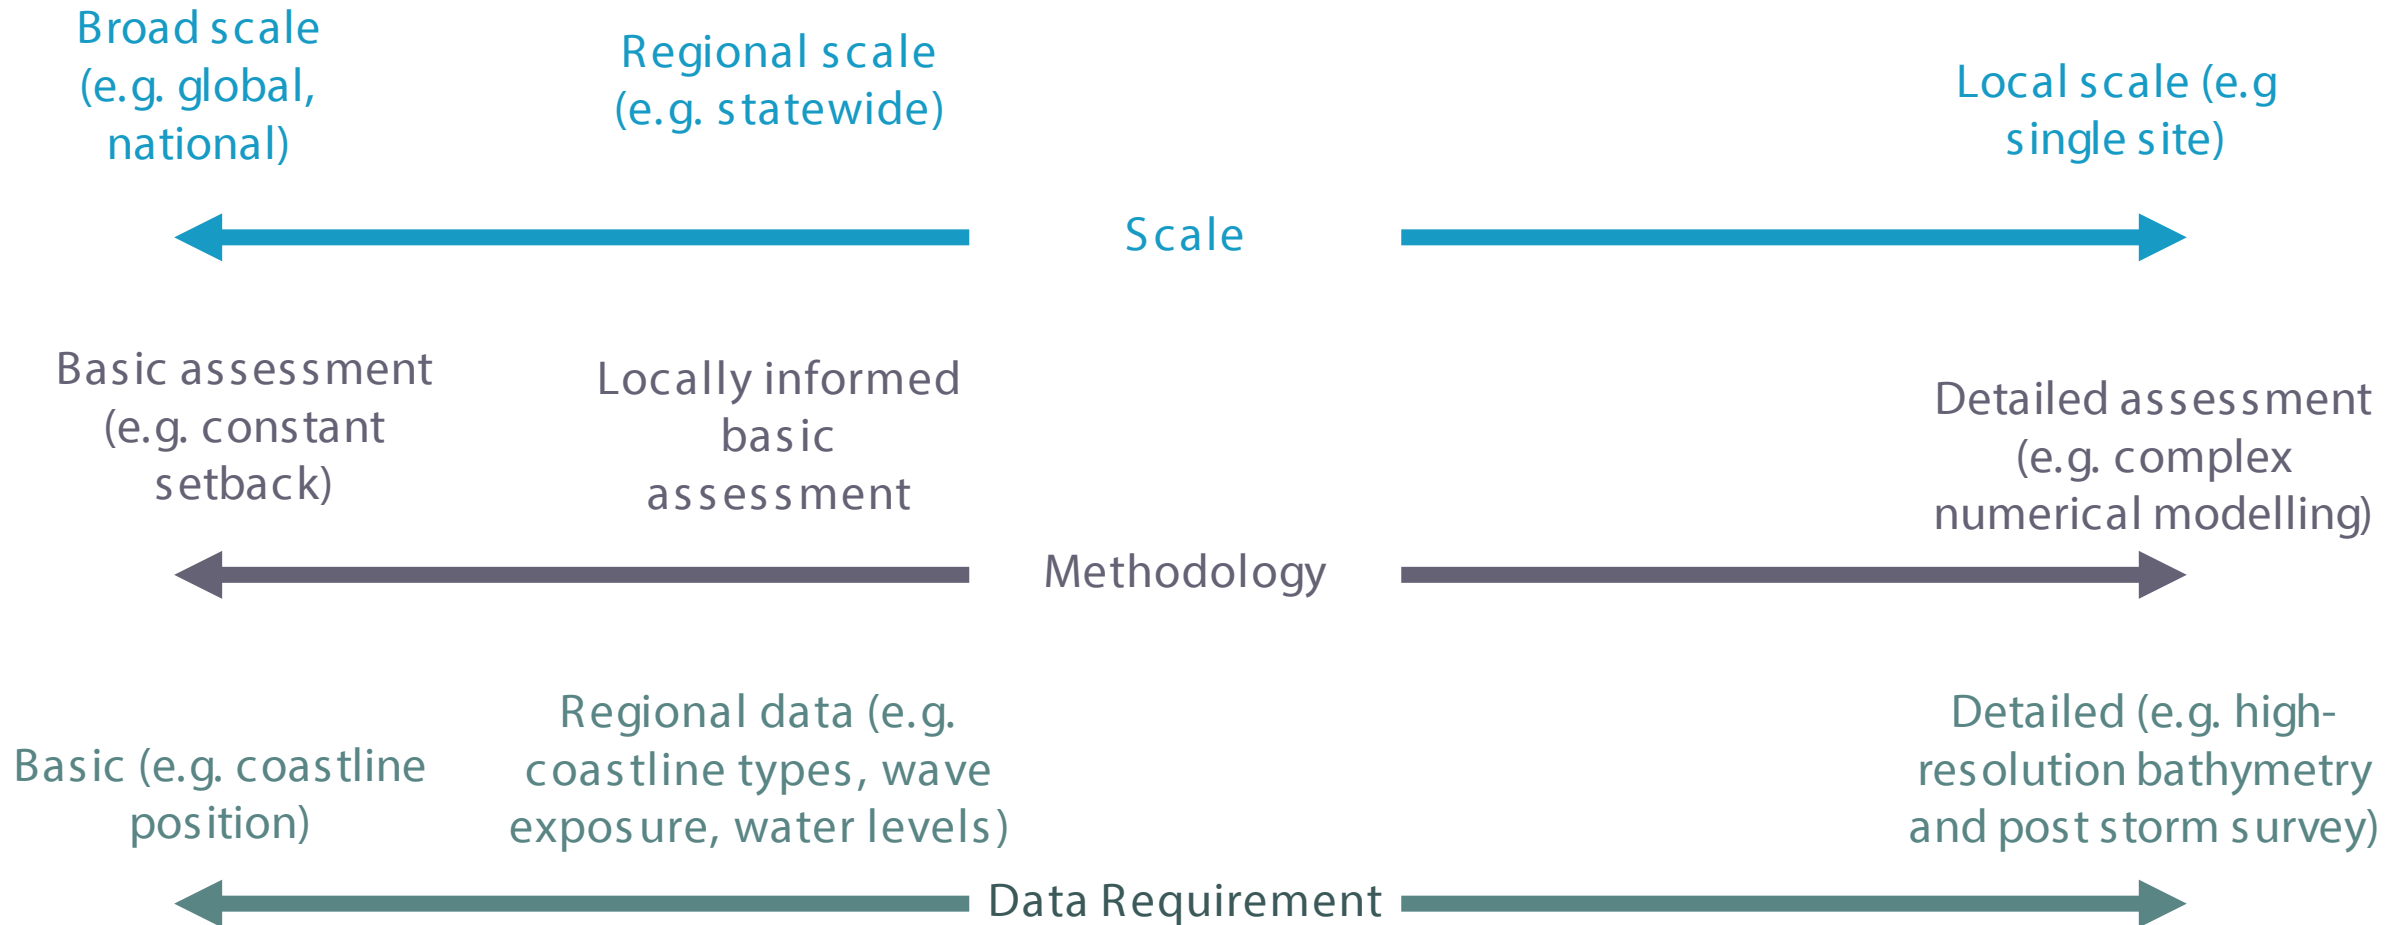 Broad scale
(e.g. global,
national)
Regional scale
(e.g. statewide)
Local scale (e.g
single site)
Scale
Basic assessment
(e.g. constant
setback)
Locally informed
basic
assessment
Detailed assessment
(e.g. complex
numerical modelling)
Methodology
Basic (e.g. coastline
position)
Regional data (e.g.
coastline types, wave
exposure, water levels)
Detailed (e.g. high-
resolution bathymetry
and post storm survey)
Data Requirement